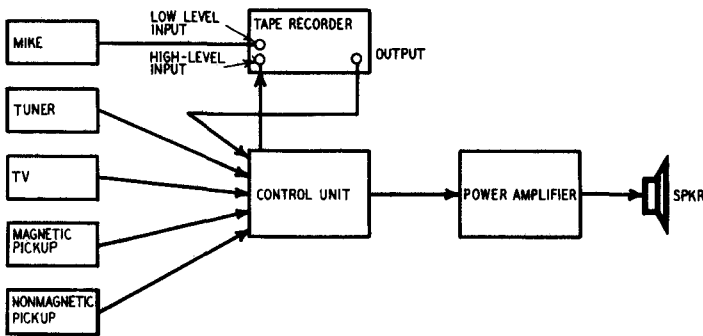 LOW LEVEL
INPUT
TAPE RECORDER
MIKE
HIGH-LEVEL
INPUT
OUTPUT
TUNER
TV
CONTROL UNIT
POWER AMPLIFIER
SPKR
MAGNETIC
PICKUP
NONMAGNETIC
PICKUP